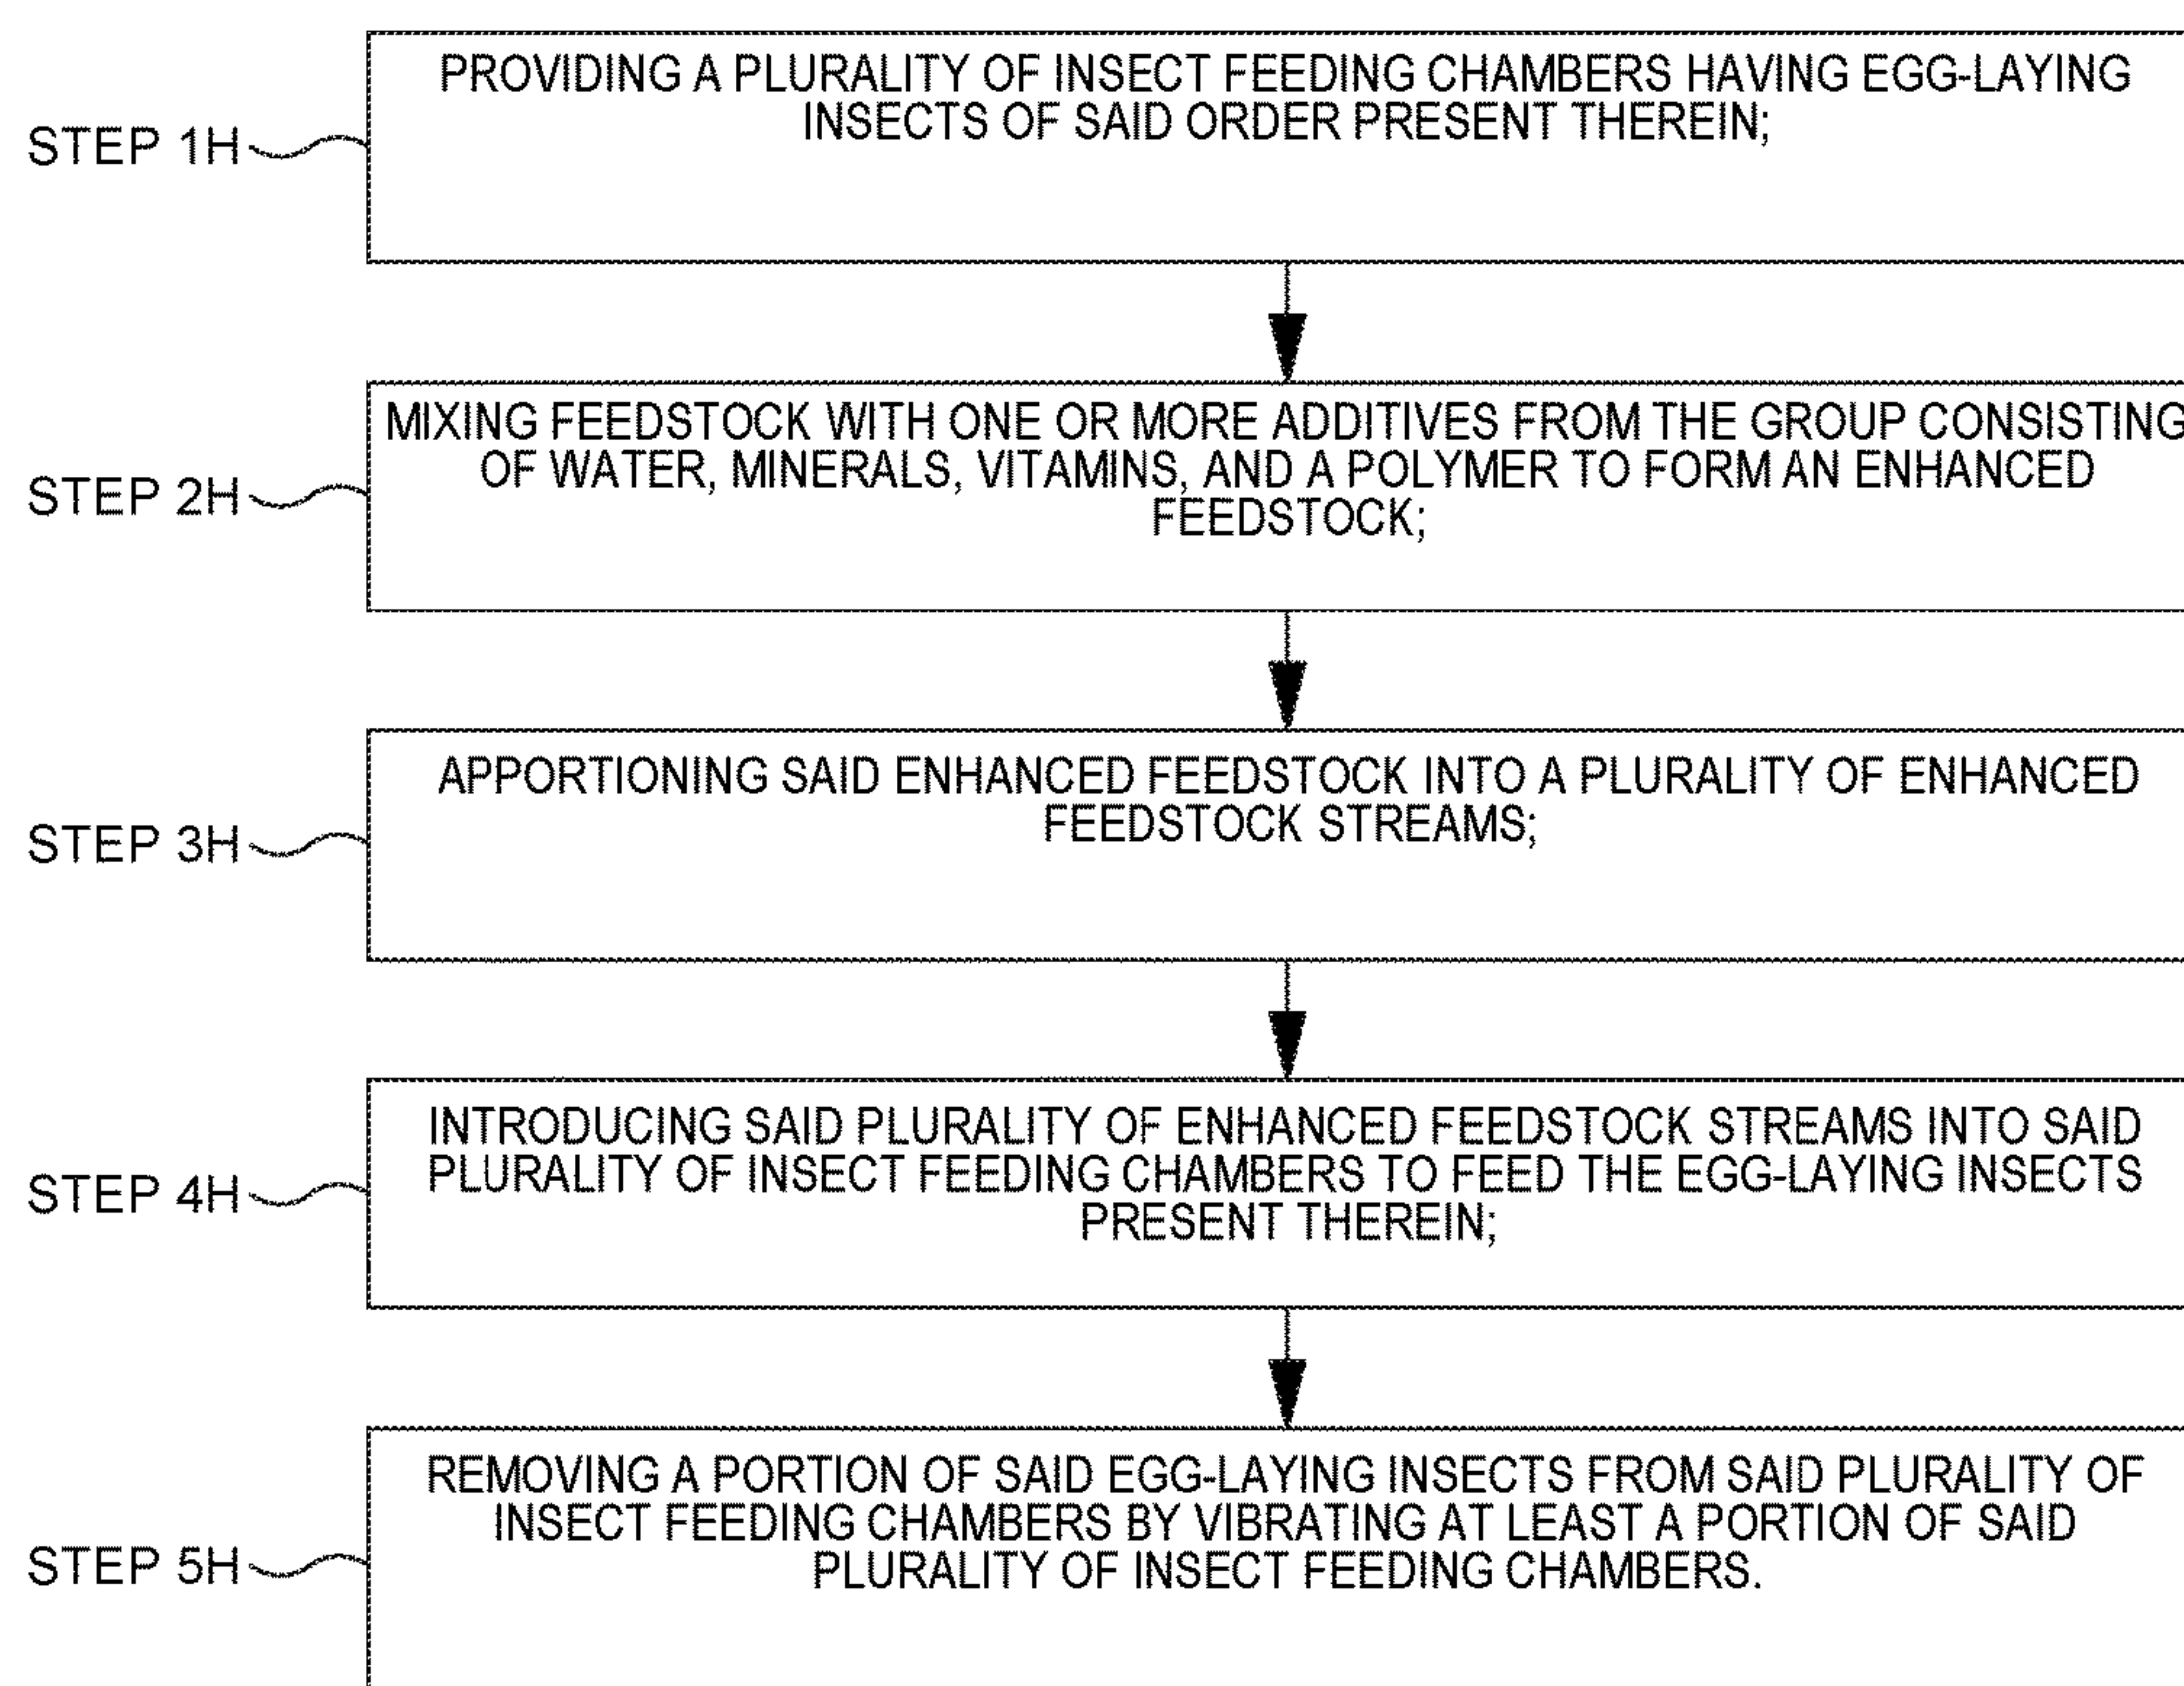 PROVIDING A PLURALITY OF INSECT FEEDING CHAMBERS HAVING EGG-LAYING
INSECTS OF SAID ORDER PRESENT THEREIN;
STEP 1H
MIXING FEEDSTOCK WITH ONE OR MORE ADDITIVES FROM THE GROUP CONSISTING
OF WATER, MINERALS, VITAMINS, AND A POLYMER TO FORM AN ENHANCED
FEEDSTOCK;
STEP 2H
APPORTIONING SAID ENHANCED FEEDSTOCK INTO A PLURALITY OF ENHANCED
FEEDSTOCK STREAMS;
STEP 3H
INTRODUCING SAID PLURALITY OF ENHANCED FEEDSTOCK STREAMS INTO SAID
PLURALITY OF INSECT FEEDING CHAMBERS TO FEED THE EGG-LAYING INSECTS
PRESENT THEREIN;
STEP 4H
REMOVING A PORTION OF SAID EGG-LAYING INSECTS FROM SAID PLURALITY OF
INSECT FEEDING CHAMBERS BY VIBRATING AT LEAST A PORTION OF SAID
PLURALITY OF INSECT FEEDING CHAMBERS.
STEP 5H